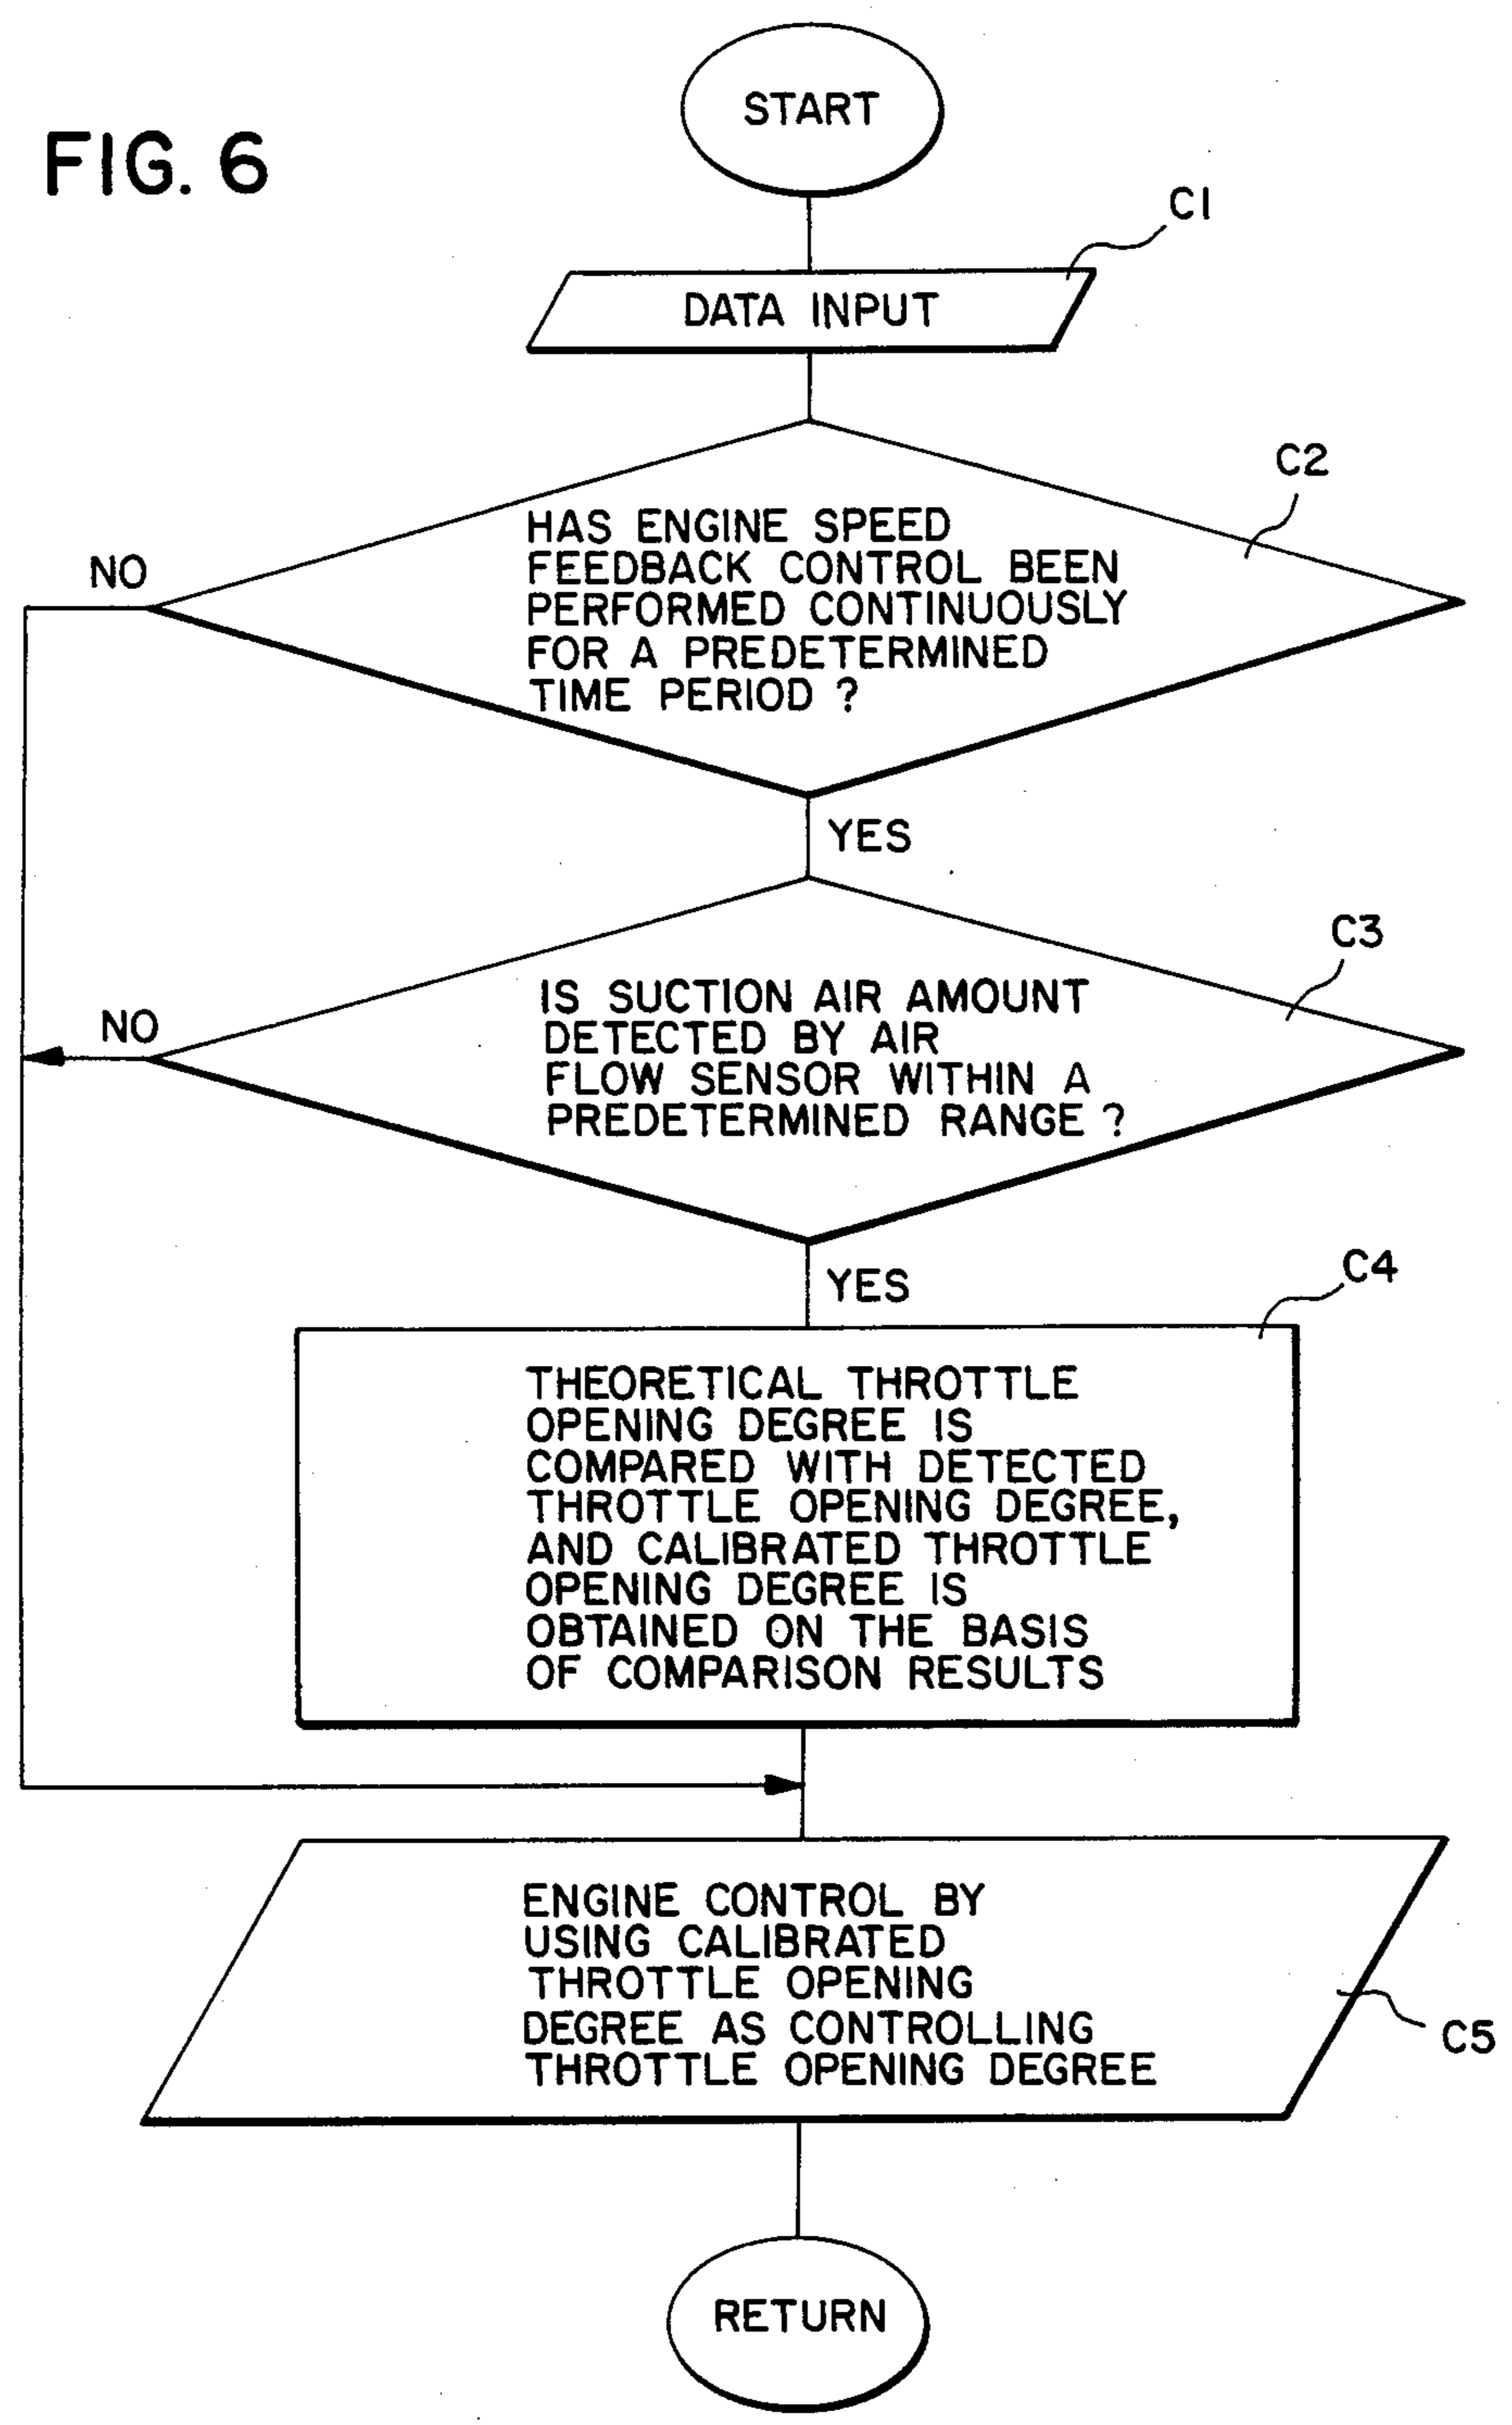 FIG. 6
START
C1
DATA INPUT
C2
HAS ENGINE SPEED
FEEDBACK CONTROL BEEN
PERFORMED CONTINUOUSLY
FOR A PREDETERMINED
TIME PERIOD ?
NO
YES
C3
IS SUCTION AIR AMOUNT
DETECTED BY AIR
FLOW SENSOR WITHIN A
PREDETERMINED RANGE ?
NO
YES
C4
THEORETICAL THROTTLE
OPENING DEGREE IS
COMPARED WITH DETECTED
THROTTLE OPENING DEGREE,
AND CALIBRATED THROTTLE
OPENING DEGREE IS
OBTAINED ON THE BASIS
OF COMPARISON RESULTS
ENGINE CONTROL BY
USING CALIBRATED
THROTTLE OPENING
DEGREE AS CONTROLLING
THROTTLE OPENING DEGREE
C5
RETURN